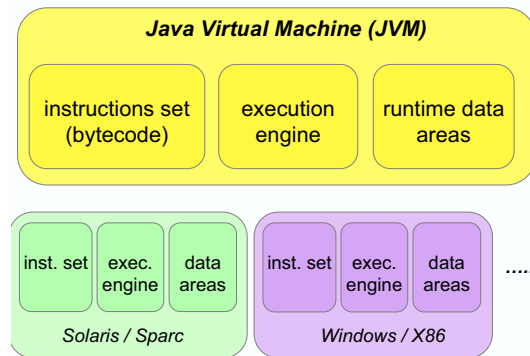 Java Virtual Machine (JVM)
instructions set
(bytecode)
execution
engine
runtime data
areas
inst. set
exec.
engine
data
areas
inst. set
exec.
engine
data
areas
.....
Solaris / Sparc
Windows / X86